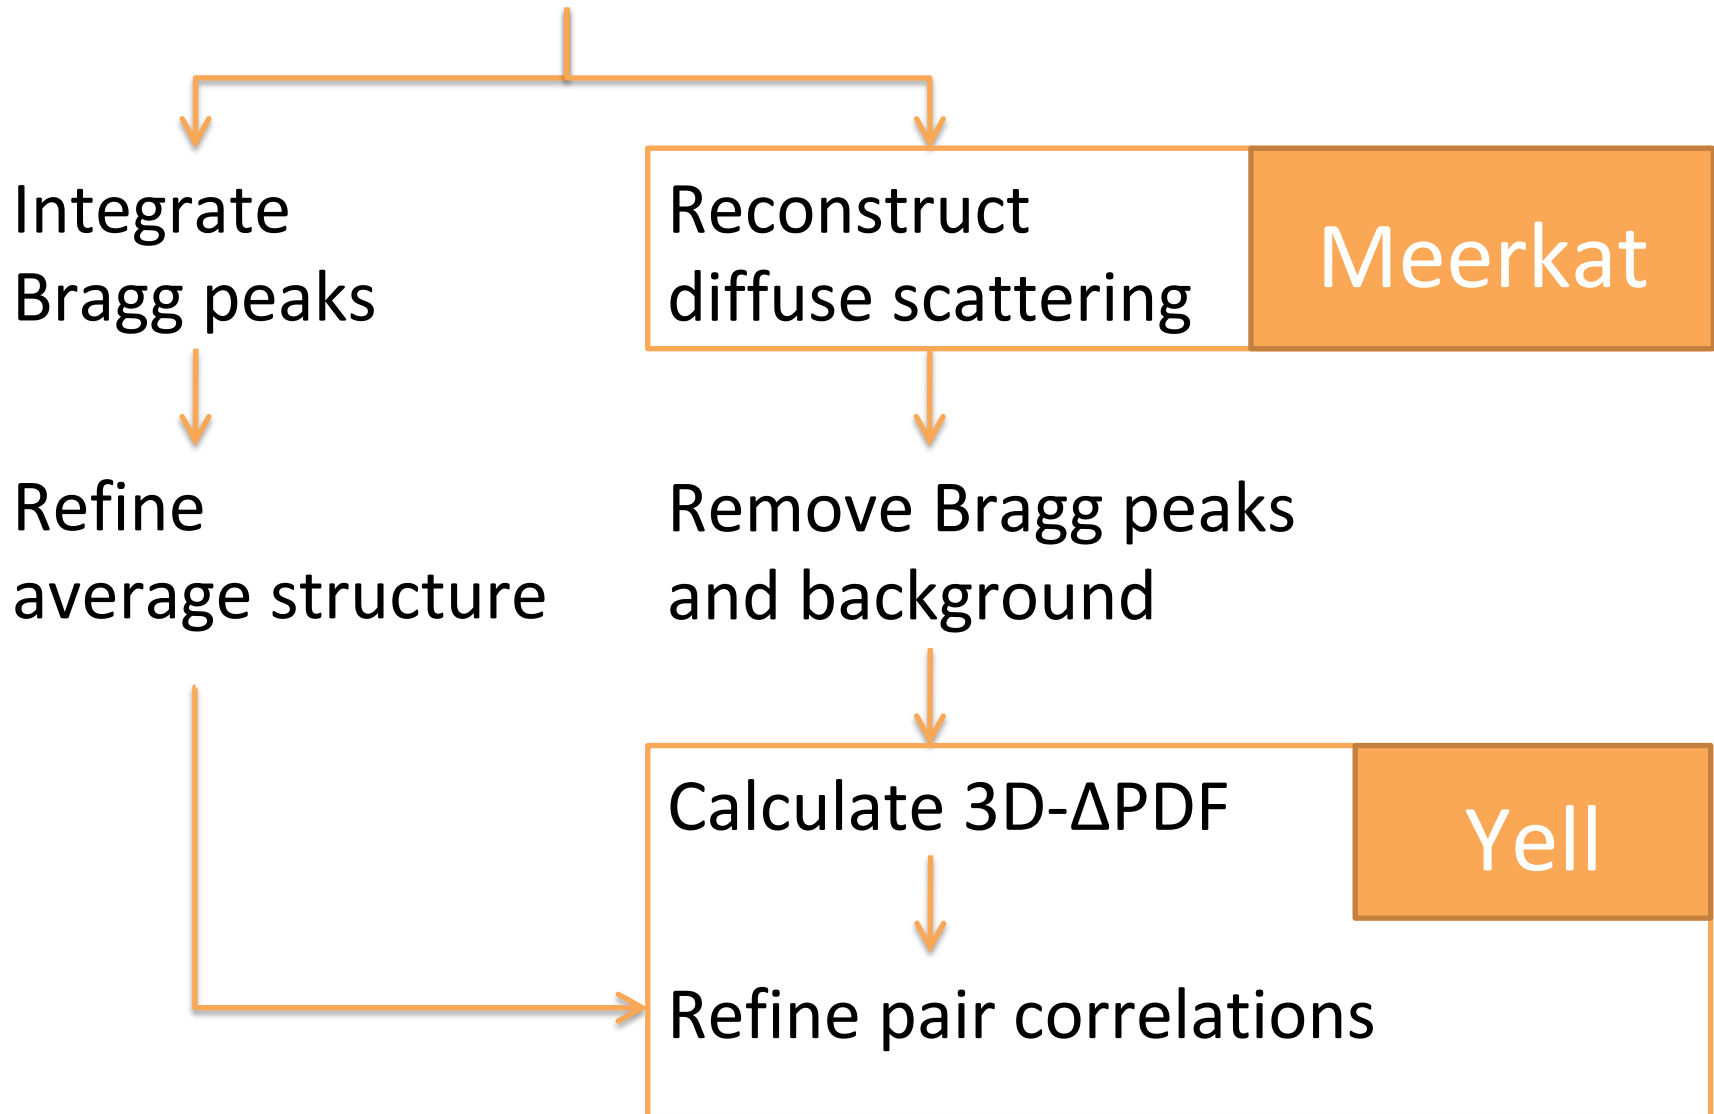 Integrate
Bragg peaks
Reconstruct
diffuse scattering
Meerkat
Refine
average structure
Remove Bragg peaks
and background
Calculate 3D-ΔPDF
Yell
Refine pair correlations